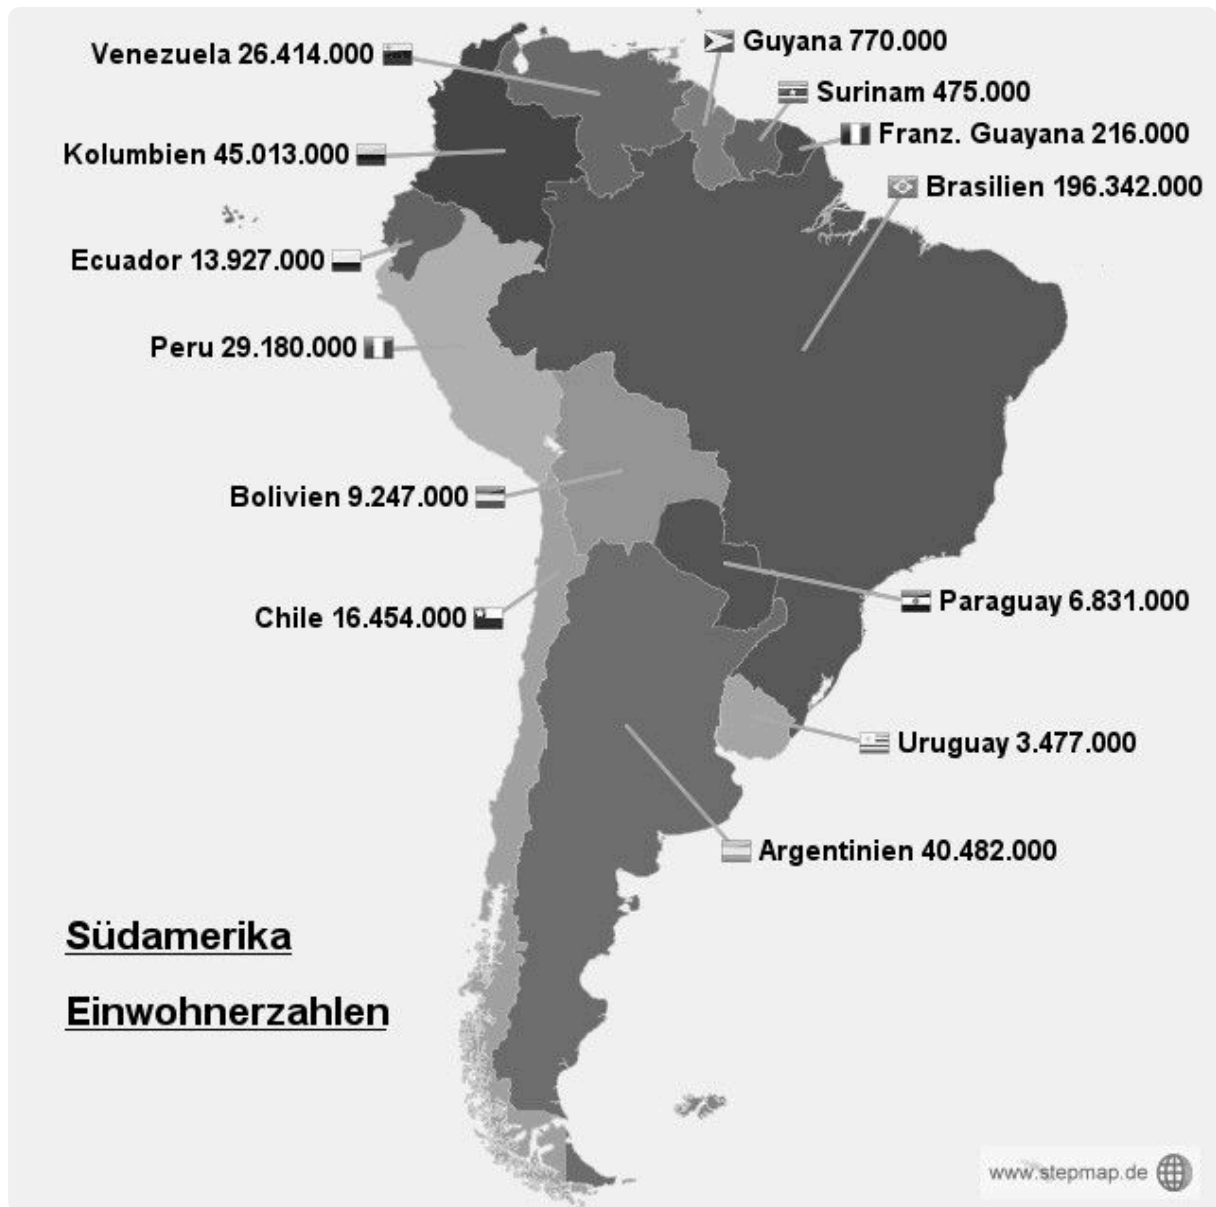 Venezuela 26.414.000
Guyana 770.000
Surinam 475.000
Franz. Guayana 216.000
Kolumbien 45.013.000
Brasilien 196.342.000
Ecuador 13.927.000
Peru 29.180.000
Bolivien 9.247.000
Paraguay 6.831.000
Chile 16.454.000
Uruguay 3.477.000
Argentinien 40.482.000
Südamerika
Einwohnerzahlen
www.stepmap.de